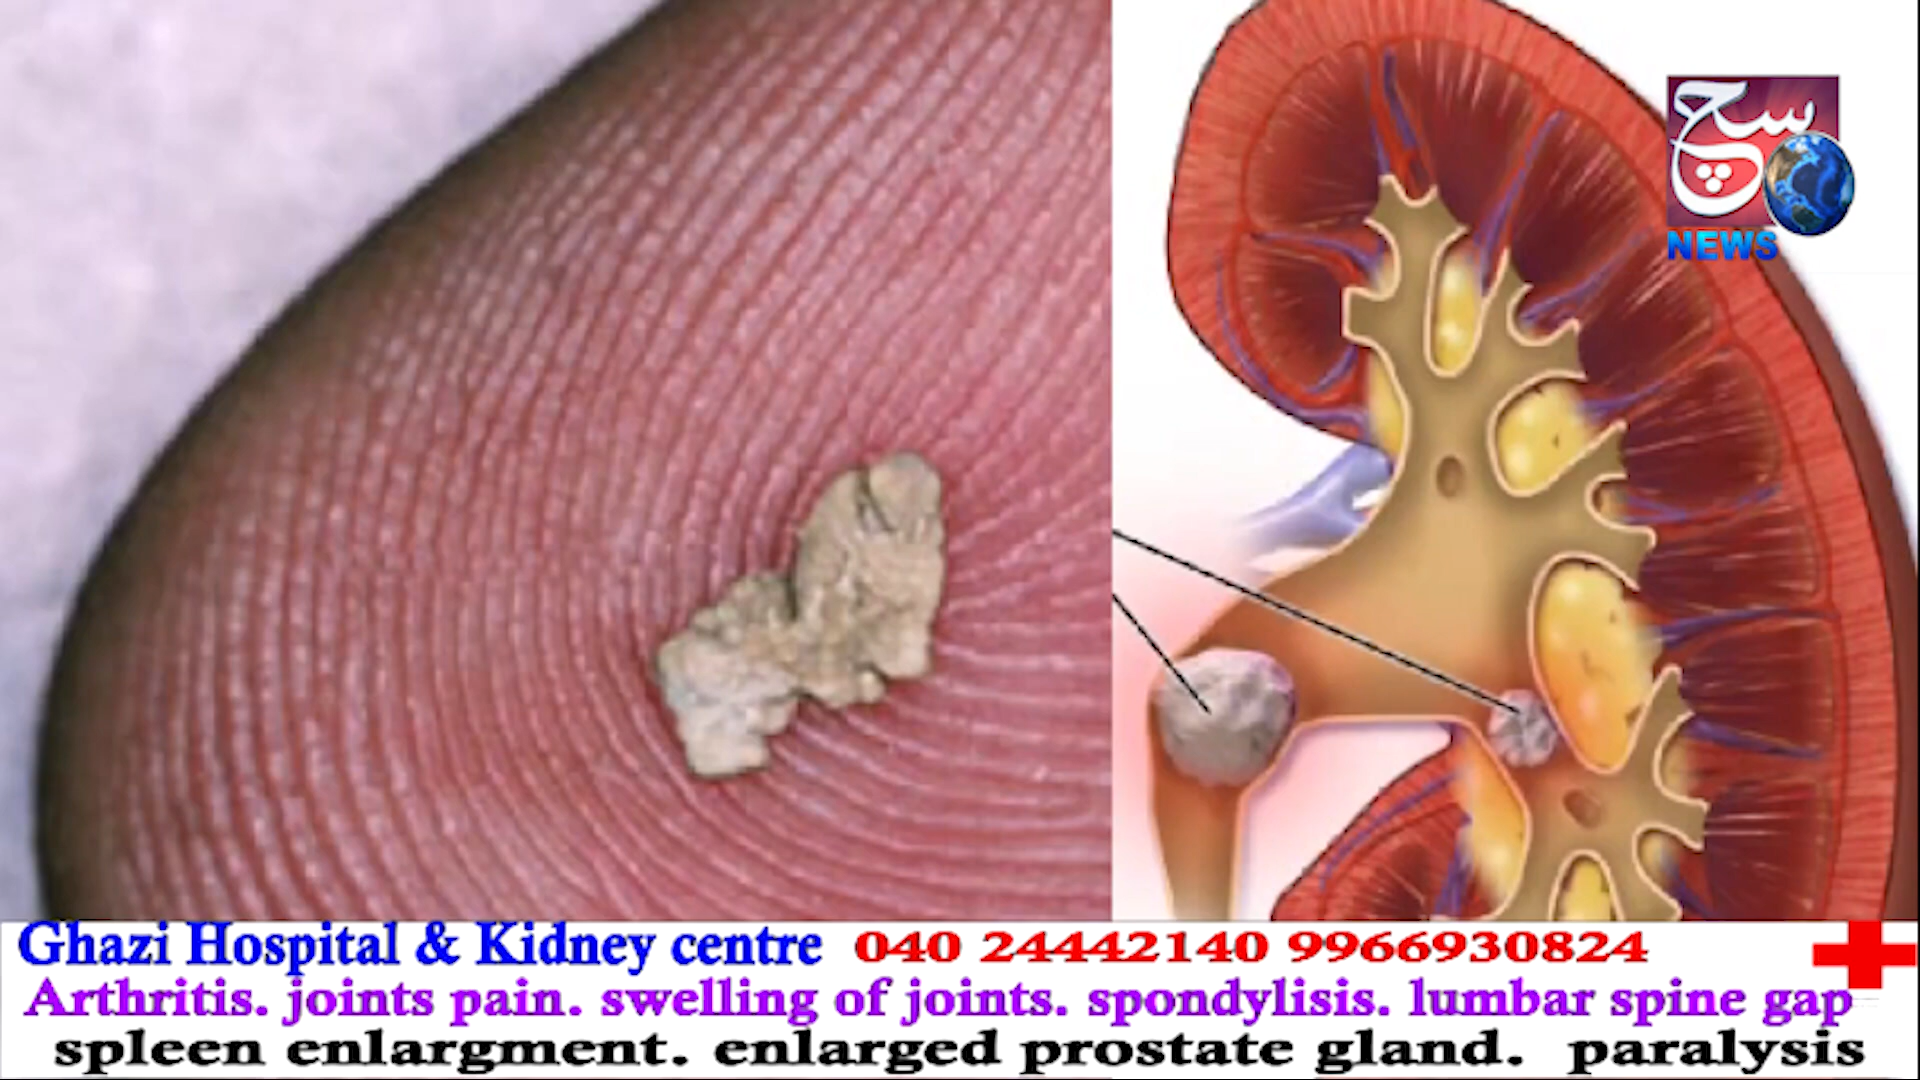 سچ
NEWS
Ghazi Hospital & Kidney centre 040 24442140 9966930824
Arthritis. joints pain. swelling of joints. spondylisis. lumbar spine gap
spleen enlargment. enlarged prostate gland. paralysis